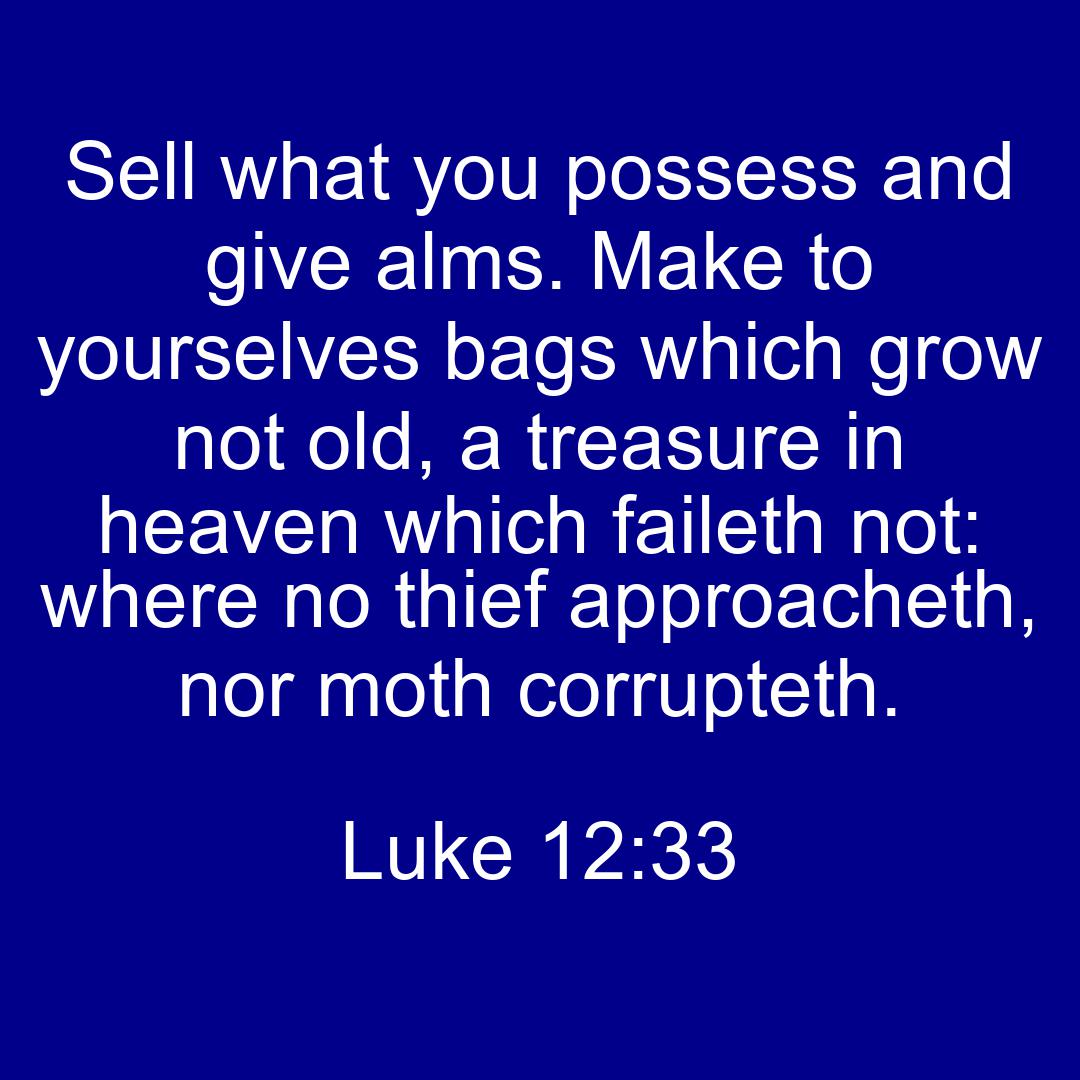 Sell what you possess and
give alms. Make to
yourselves bags which grow
not old, a treasure in
heaven which faileth not:
where no thief approacheth,
nor moth corrupteth.
Luke 12:33